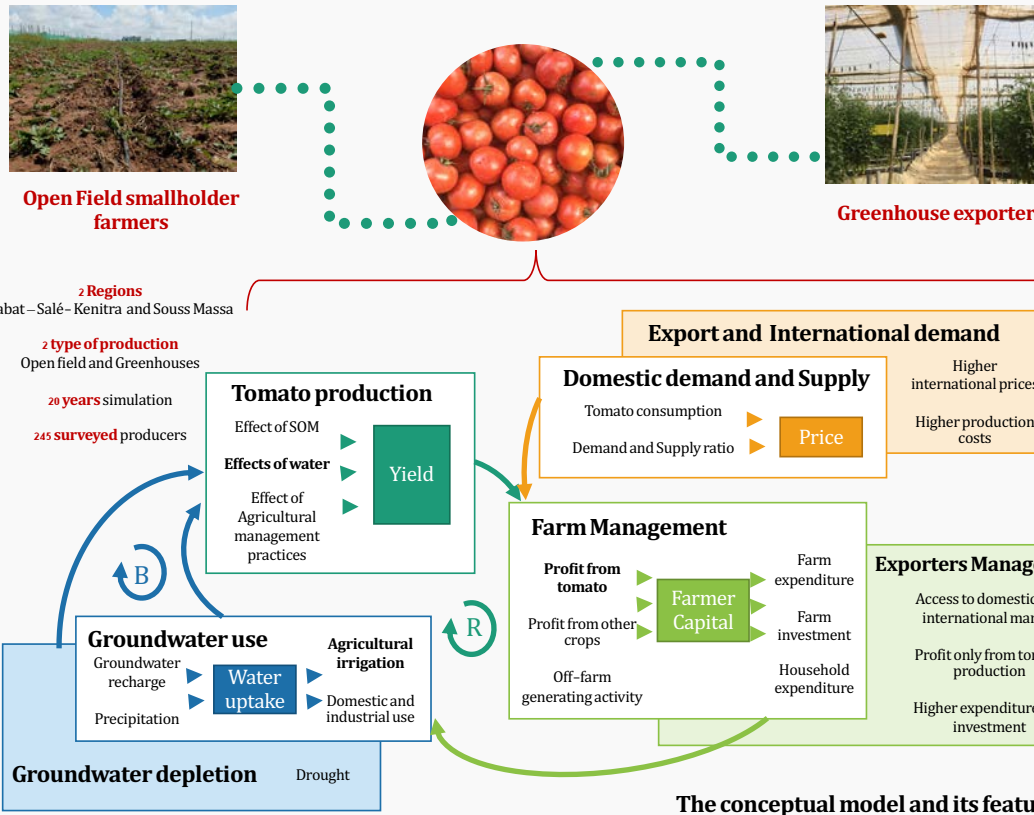 Open Field smallholder
farmers
Greenhouse exporter
2 Regions
abat–Salé–Kenitra and Souss Massa
2 type of production
Open field and Greenhouses
20 years simulation
245 surveyed producers
Export and International demand
Higher
international prices
Higher production
costs
Domestic demand and Supply
Tomato consumption
Demand and Supply ratio
Price
Tomato production
Effect of SOM
Effects of water
Effect of
Agricultural
management
practices
Yield
Farm Management
Profit from
tomato
Profit from other
crops
Off-farm
generating activity
Farmer
Capital
Farm
expenditure
Farm
investment
Household
expenditure
Exporters Manage
Access to domestic
international mar
Profit only from tom
production
Higher expenditure
investment
B
R
Groundwater use
Groundwater
recharge
Precipitation
Water
uptake
Agricultural
irrigation
Domestic and
industrial use
Groundwater depletion
Drought
The conceptual model and its featu